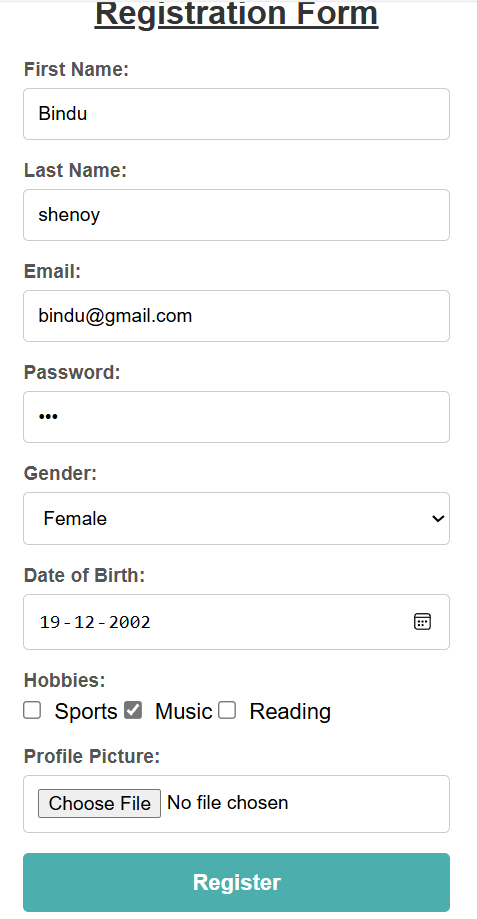 Registration Form
First Name:
Bindu
Last Name:
shenoy
Email:
bindu@gmail.com
Password:
•••
Gender:
Female
Date of Birth:
19-12-2002
Hobbies:
Sports Music Reading
Profile Picture:
Choose File No file chosen
Register